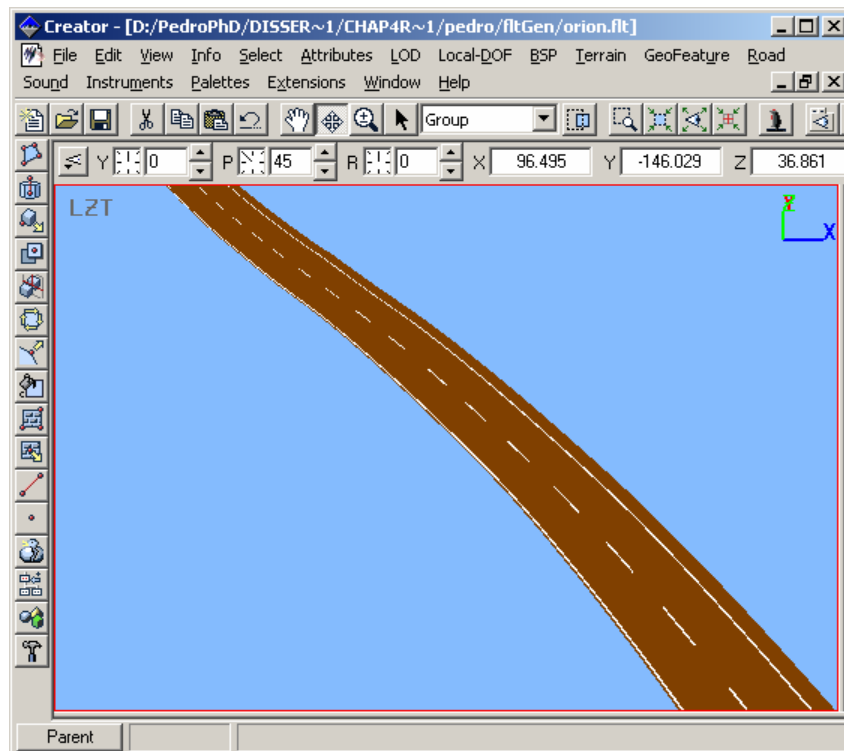 Creator - [D:/PedroPhD/DISSER~1/CHAP4R~1/pedro/fltGen/orion.flt]
File Edit View Info Select Attributes LOD Local-DOF BSP Terrain GeoFeature Road
Sound Instruments Palettes Extensions Window Help
Group
Y 0 P 45 R 0 X 96.495 Y -146.029 Z 36.861
LZT
Y
X
Parent